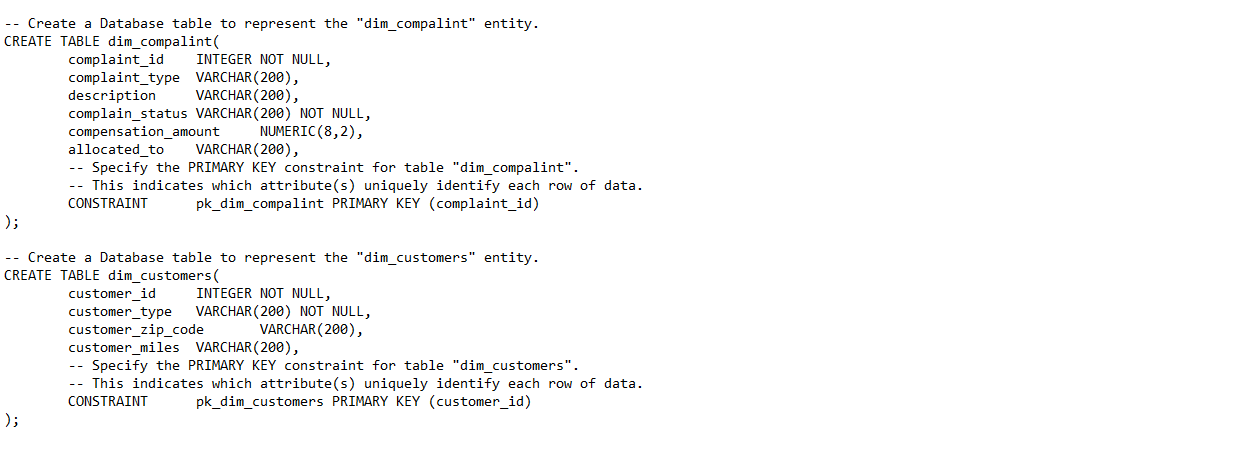 -- Create a Database table to represent the "dim_compalint" entity.
CREATE TABLE dim_compalint(
complaint_id INTEGER NOT NULL,
complaint_type VARCHAR(200),
description VARCHAR(200),
complain_status VARCHAR(200) NOT NULL,
compensation_amount NUMERIC(8,2),
allocated_to VARCHAR(200),
-- Specify the PRIMARY KEY constraint for table "dim_compalint".
-- This indicates which attribute(s) uniquely identify each row of data.
CONSTRAINT pk_dim_compalint PRIMARY KEY (complaint_id)
);
-- Create a Database table to represent the "dim_customers" entity.
CREATE TABLE dim_customers(
customer_id INTEGER NOT NULL,
customer_type VARCHAR(200) NOT NULL,
customer_zip_code VARCHAR(200),
customer_miles VARCHAR(200),
-- Specify the PRIMARY KEY constraint for table "dim_customers".
-- This indicates which attribute(s) uniquely identify each row of data.
CONSTRAINT pk_dim_customers PRIMARY KEY (customer_id)
);